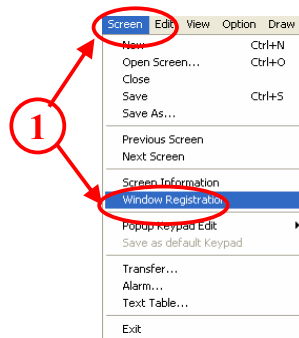 Screen Edit View Option Draw
New Ctrl+N
Open Screen... Ctrl+O
Close
Save Ctrl+S
Save As...
1
Previous Screen
Next Screen
Screen Information
Window Registration
Popup Keypad Edit
Save as default Keypad
Transfer...
Alarm...
Text Table...
Exit